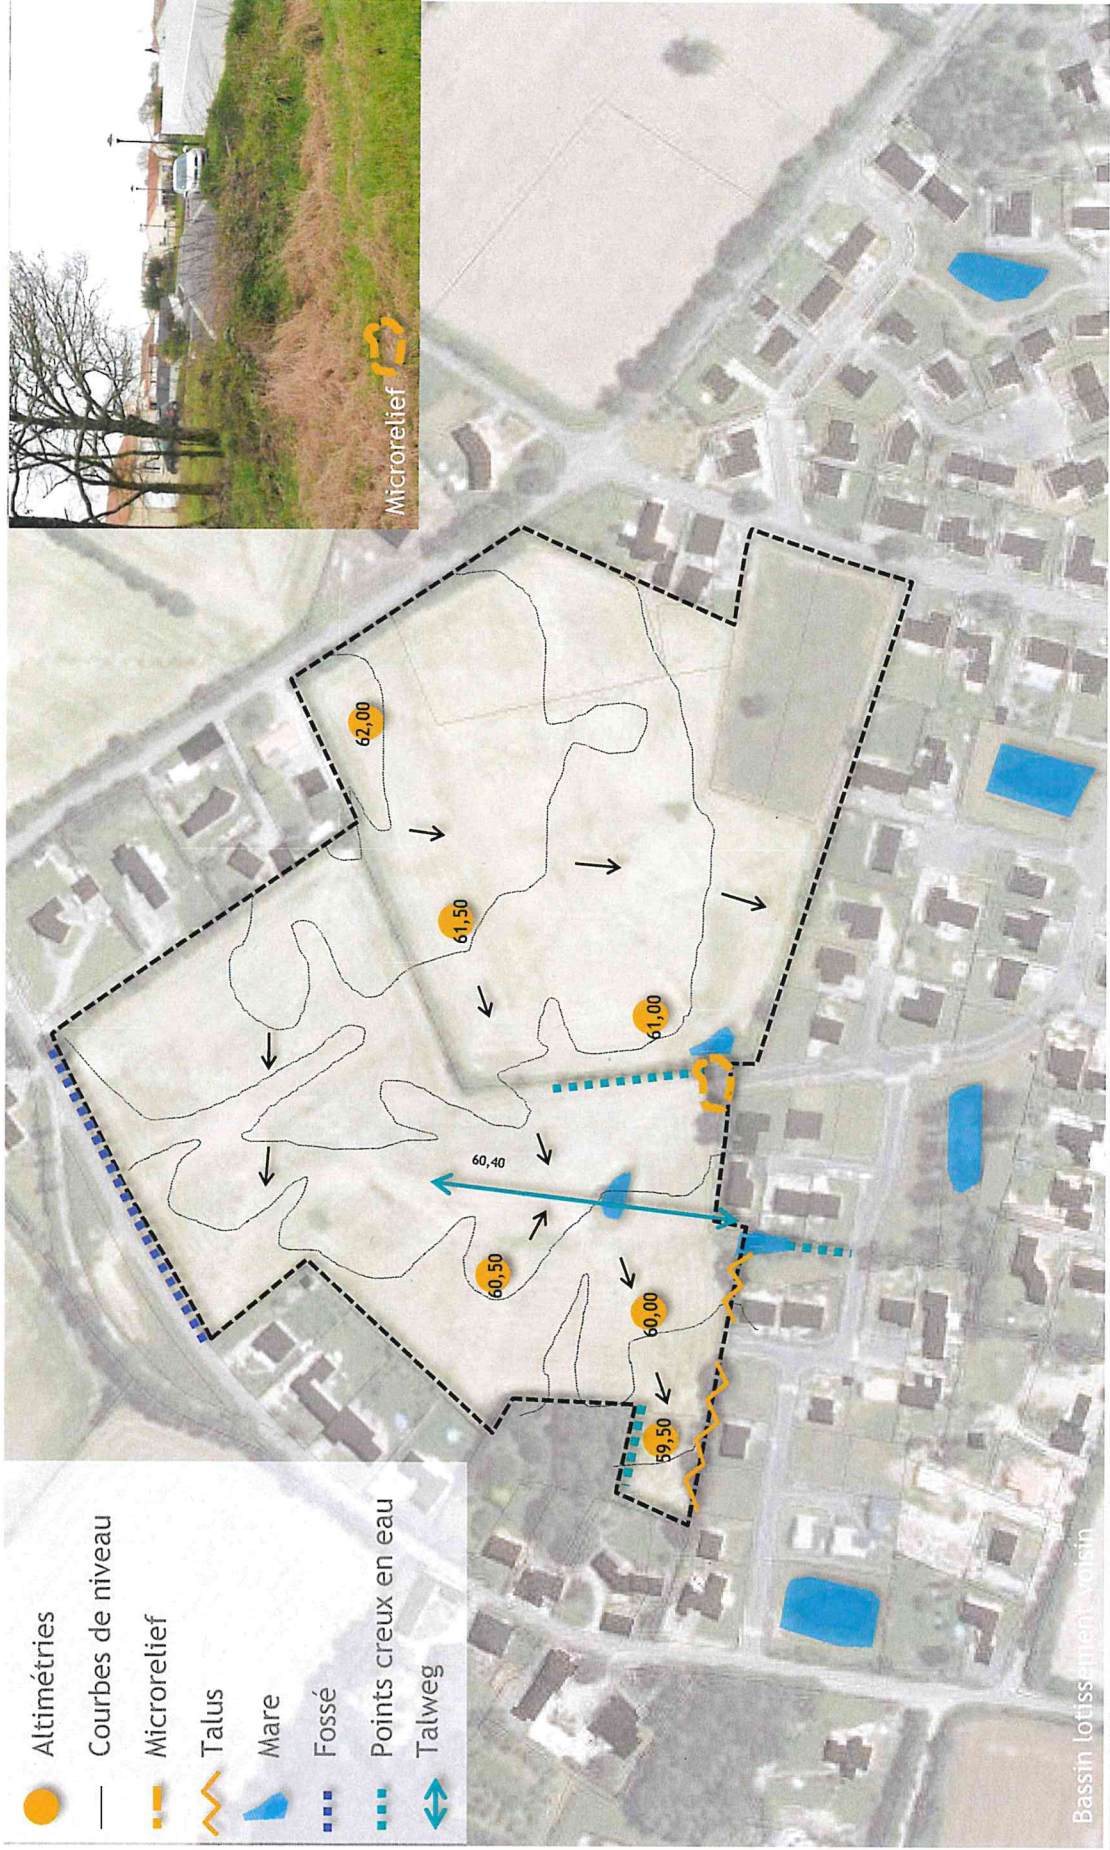 Altimétries
Courbes de niveau
Microrelief
Talus
Mare
Fossé
Points creux en eau
Talweg
Microrelief
62,00
61,50
61,00
60,40
60,50
60,00
59,50
Bassin lotissement